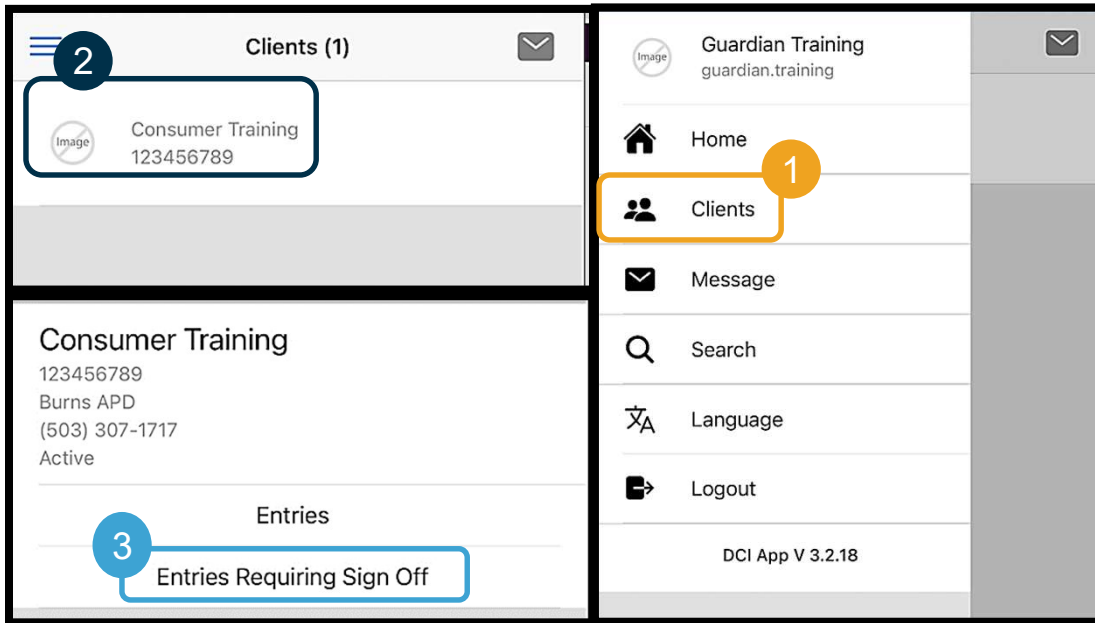 2
Clients (1)
Image
Consumer Training
123456789
Consumer Training
123456789
Burns APD
(503) 307-1717
Active
Entries
3
Entries Requiring Sign Off
Image
Guardian Training
guardian.training
Home
1
Clients
Message
Search
文A
Language
Logout
DCI App V 3.2.18